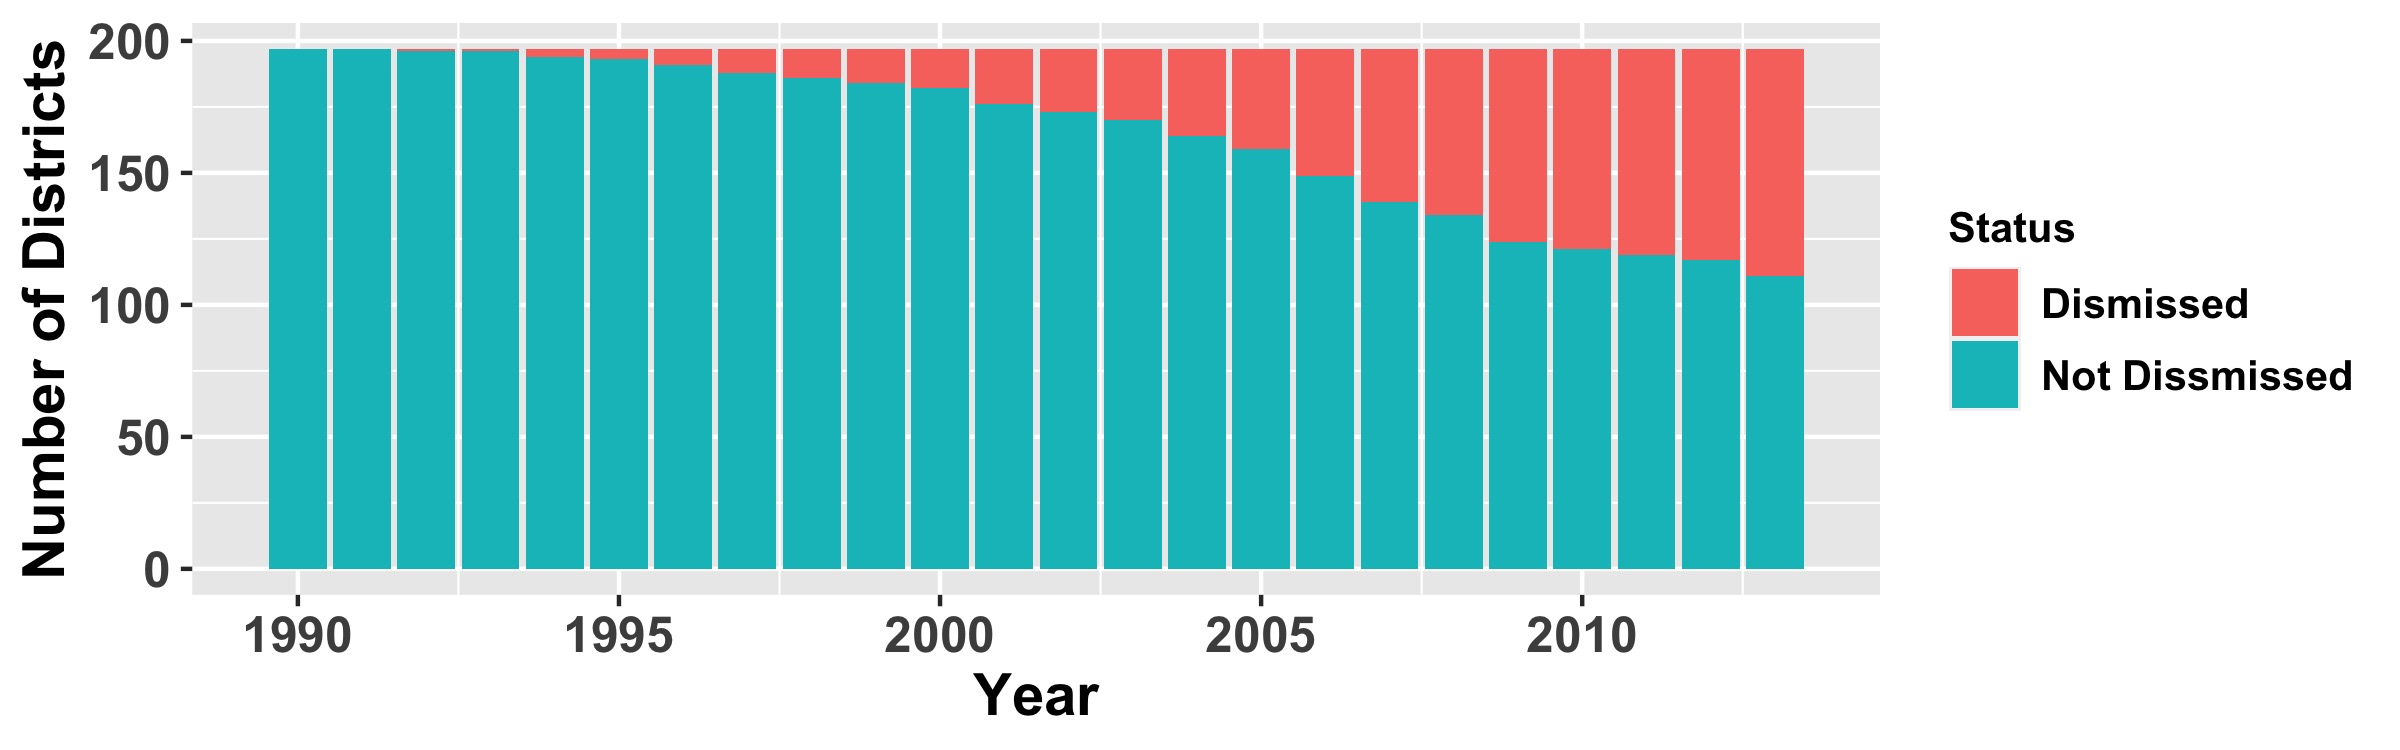 Number of Districts
200
150
100
50
0
1990 1995 2000 2005 2010
Year
Status
Dismissed
Not Dissmissed